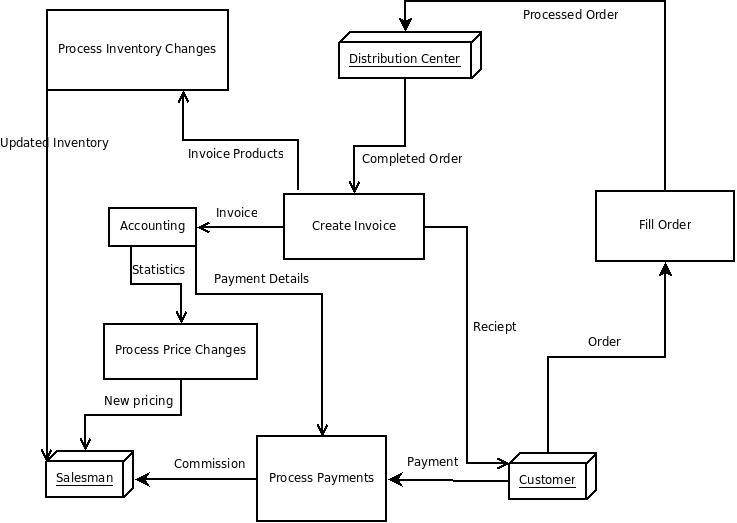 Processed Order
Process Inventory Changes
Distribution Center
Updated Inventory
Invoice Products
Completed Order
Invoice
Accounting
Create Invoice
Fill Order
Statistics
Payment Details
Reciept
Order
Process Price Changes
New pricing
Commission
Payment
Salesman
Process Payments
Customer